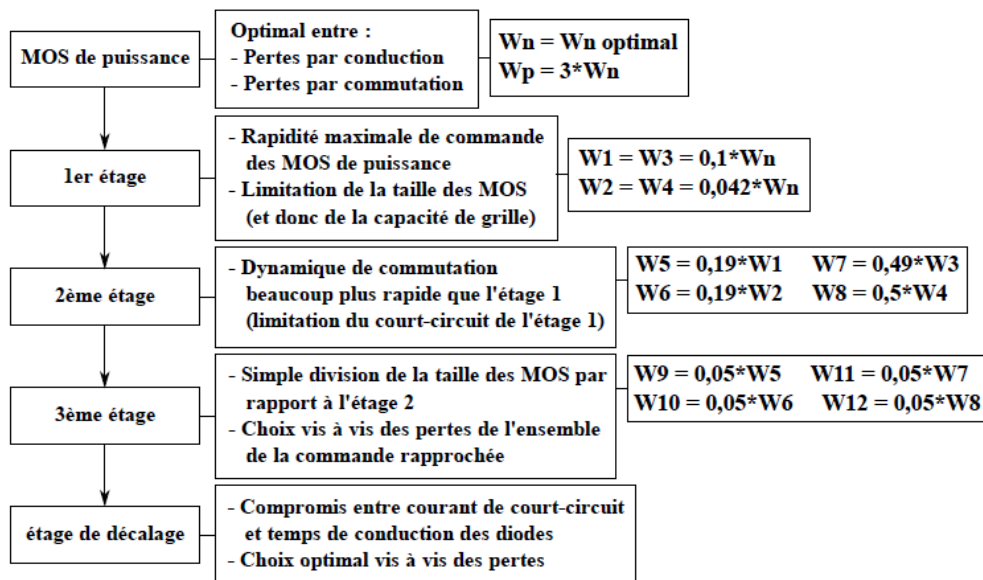 MOS de puissance
Optimal entre :
- Pertes par conduction
- Pertes par commutation
Wn = Wn optimal
Wp = 3*Wn
1er étage
- Rapidité maximale de commande
des MOS de puissance
- Limitation de la taille des MOS
(et donc de la capacité de grille)
W1 = W3 = 0,1*Wn
W2 = W4 = 0,042*Wn
2ème étage
- Dynamique de commutation
beaucoup plus rapide que l'étage 1
(limitation du court-circuit de l'étage 1)
W5 = 0,19*W1 W7 = 0,49*W3
W6 = 0,19*W2 W8 = 0,5*W4
3ème étage
- Simple division de la taille des MOS par
rapport à l'étage 2
- Choix vis à vis des pertes de l'ensemble
de la commande rapprochée
W9 = 0,05*W5 W11 = 0,05*W7
W10 = 0,05*W6 W12 = 0,05*W8
étage de décalage
- Compromis entre courant de court-circuit
et temps de conduction des diodes
- Choix optimal vis à vis des pertes